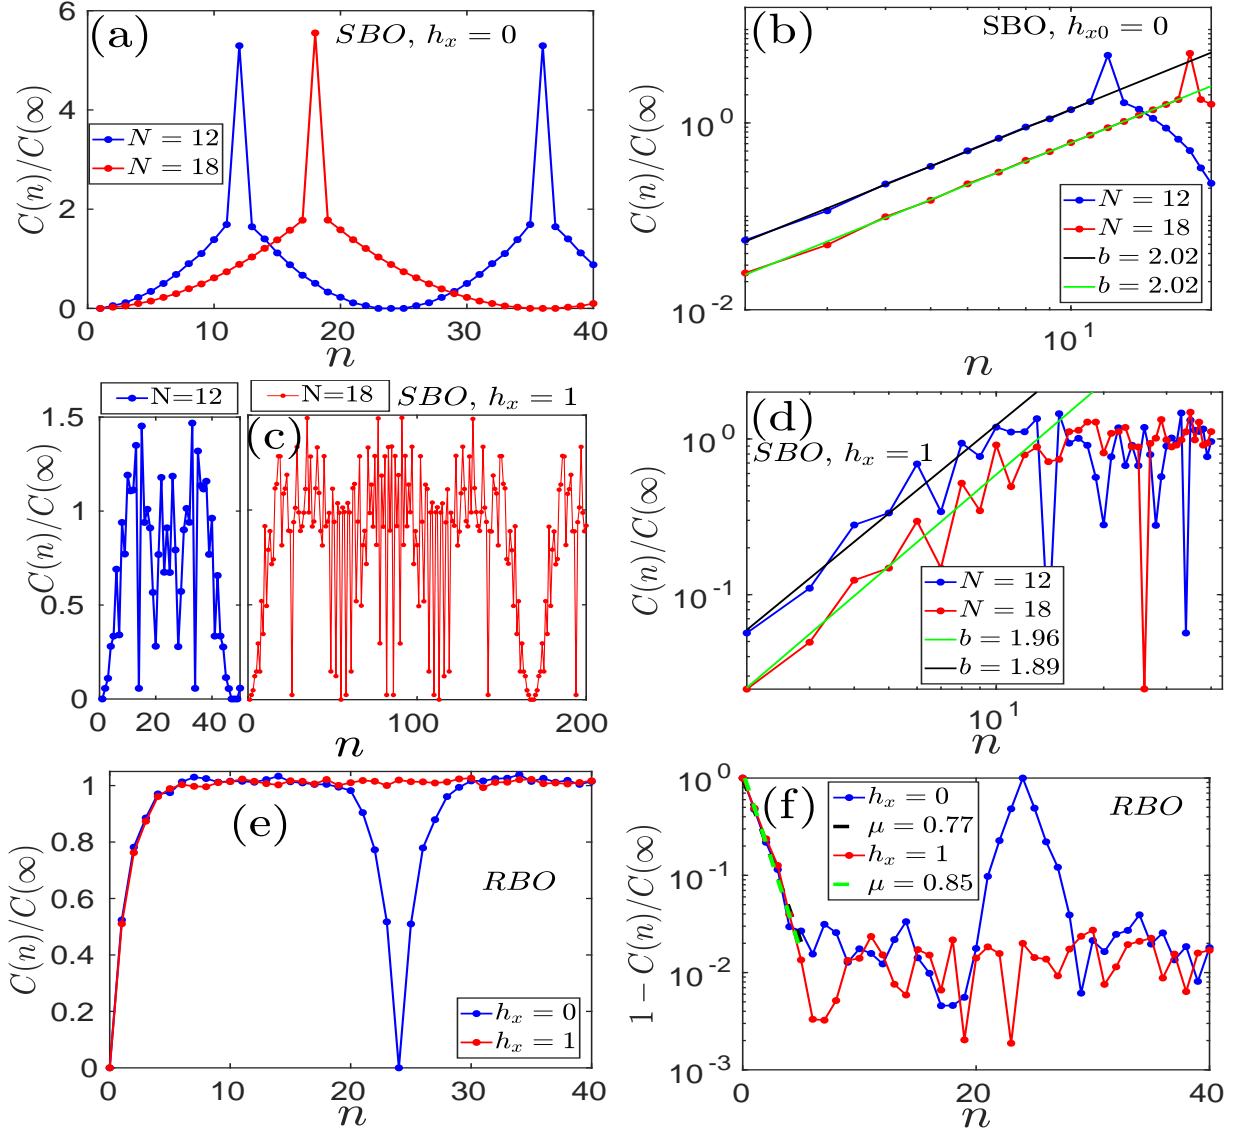 (a)
SBO, h_x = 0
C(n)/C(∞)
6
4
2
0
N = 12
N = 18
0 10 20 30 40
n
(b)
SBO, h_{x0} = 0
C(n)/C(∞)
10^0
10^{-2}
N = 12
N = 18
b = 2.02
b = 2.02
10^1
n
N=12
N=18
SBO, h_x = 1
(c)
C(n)/C(∞)
1.5
1
0.5
0
0 20 40
0 100 200
n
(d)
SBO, h_x = 1
C(n)/C(∞)
10^0
10^{-1}
N = 12
N = 18
b = 1.96
b = 1.89
10^1
n
(e)
RBO
C(n)/C(∞)
1
0.8
0.6
0.4
0.2
0
h_x = 0
h_x = 1
0 10 20 30 40
n
(f)
RBO
1 − C(n)/C(∞)
10^0
10^{-1}
10^{-2}
10^{-3}
h_x = 0
μ = 0.77
h_x = 1
μ = 0.85
0 20 40
n